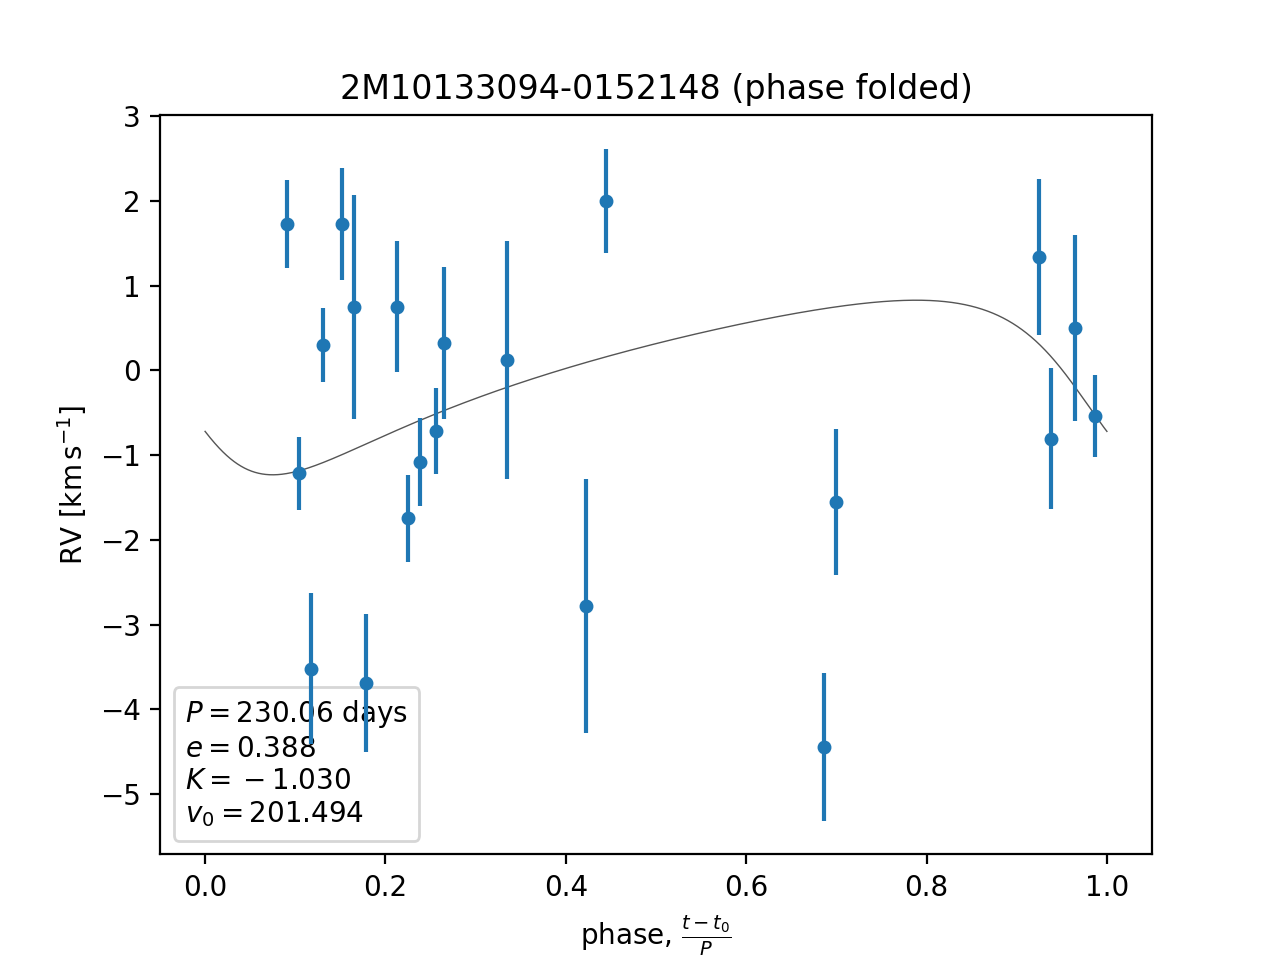 2M10133094-0152148 (phase folded)
3
2
1
0
−1
−2
−3
−4
−5
RV [km s⁻¹]
P = 230.06 days
e = 0.388
K = −1.030
v₀ = 201.494
0.0 0.2 0.4 0.6 0.8 1.0
phase, (t − t₀)/P